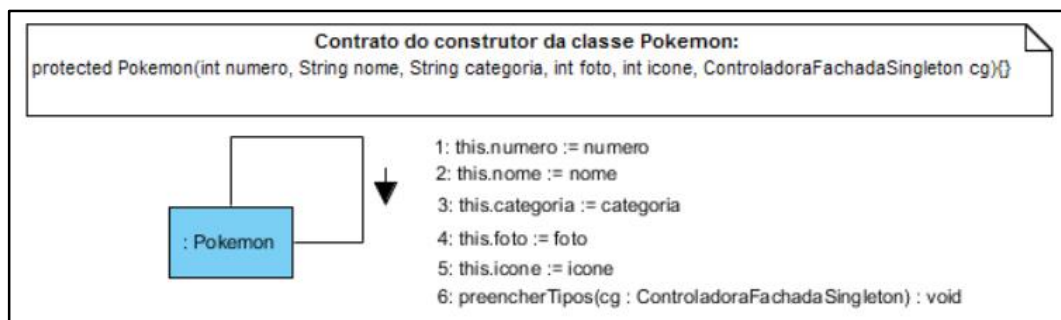 Contrato do construtor da classe Pokemon:
protected Pokemon(int numero, String nome, String categoria, int foto, int icone, ControladoraFachadaSingleton cg){}
1: this.numero := numero
2: this.nome := nome
3: this.categoria := categoria
: Pokemon
4: this.foto := foto
5: this.icone := icone
6: preencherTipos(cg : ControladoraFachadaSingleton) : void